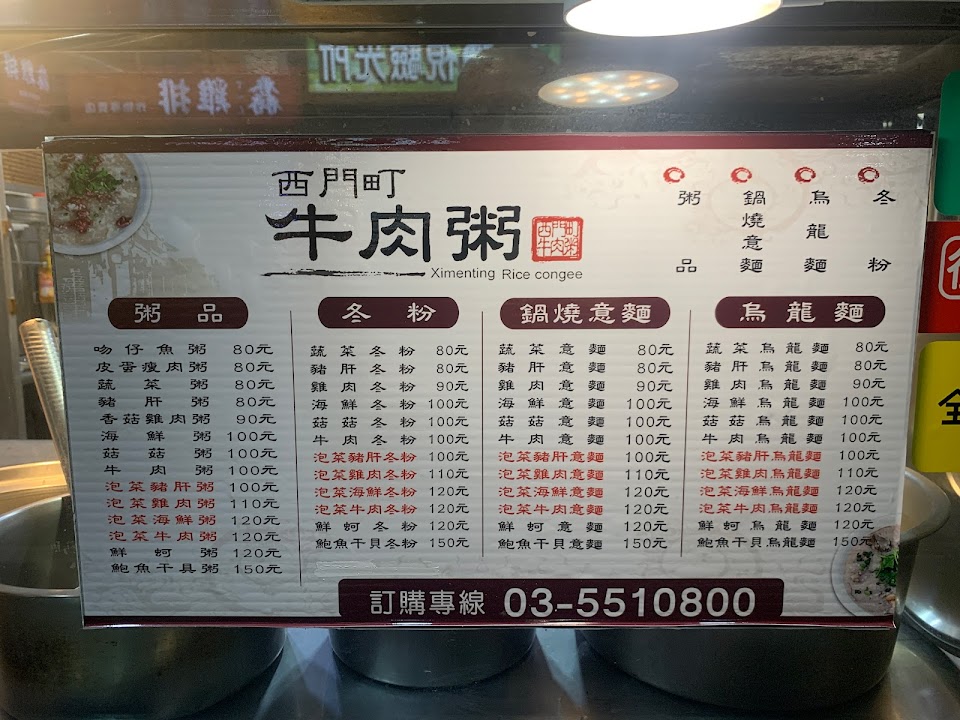 視驗光所
雞排
西門町
牛肉粥
西門町
牛肉粥
Ximenting Rice congee
粥品
鍋燒意麵
烏龍麵
冬粉
粥品
吻仔魚粥 80元
皮蛋瘦肉粥 80元
蔬菜粥 80元
豬肝粥 80元
香菇雞肉粥 90元
海鮮粥 100元
菇菇粥 100元
牛肉粥 100元
泡菜豬肝粥 100元
泡菜雞肉粥 110元
泡菜海鮮粥 120元
泡菜牛肉粥 120元
鮮蚵粥 120元
鮑魚干貝粥 150元
冬粉
蔬菜冬粉 80元
豬肝冬粉 80元
雞肉冬粉 90元
海鮮冬粉 100元
菇菇冬粉 100元
牛肉冬粉 100元
泡菜豬肝冬粉 100元
泡菜雞肉冬粉 110元
泡菜海鮮冬粉 120元
泡菜牛肉冬粉 120元
鮮蚵冬粉 120元
鮑魚干貝冬粉 150元
鍋燒意麵
蔬菜意麵 80元
豬肝意麵 80元
雞肉意麵 90元
海鮮意麵 100元
菇菇意麵 100元
牛肉意麵 100元
泡菜豬肝意麵 100元
泡菜雞肉意麵 110元
泡菜海鮮意麵 120元
泡菜牛肉意麵 120元
鮮蚵意麵 120元
鮑魚干貝意麵 150元
烏龍麵
蔬菜烏龍麵 80元
豬肝烏龍麵 80元
雞肉烏龍麵 90元
海鮮烏龍麵 100元
菇菇烏龍麵 100元
牛肉烏龍麵 100元
泡菜豬肝烏龍麵 100元
泡菜雞肉烏龍麵 110元
泡菜海鮮烏龍麵 120元
泡菜牛肉烏龍麵 120元
鮮蚵烏龍麵 120元
鮑魚干貝烏龍麵 150元
訂購專線 03-5510800
全